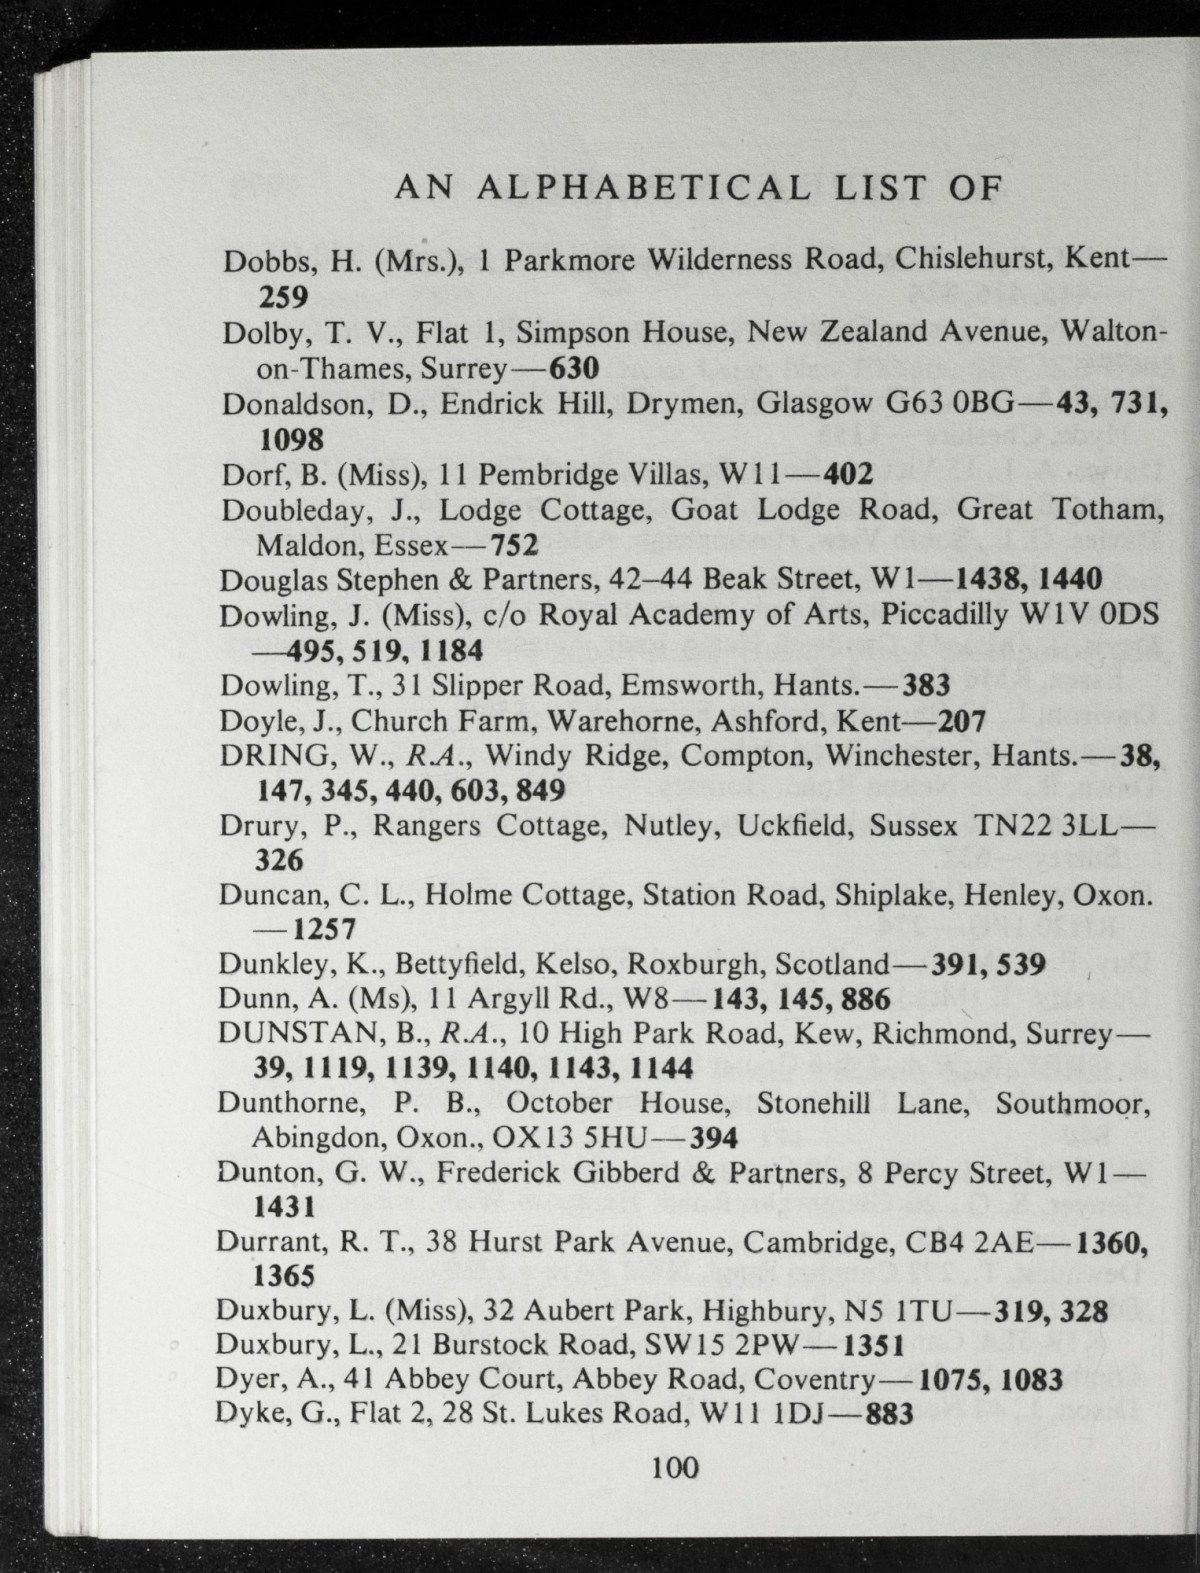 AN ALPHABETICAL LIST OF
Dobbs, H. (Mrs.), 1 Parkmore Wilderness Road, Chislehurst, Kent—
259
Dolby, T. V., Flat 1, Simpson House, New Zealand Avenue, Walton-
on-Thames, Surrey—630
Donaldson, D., Endrick Hill, Drymen, Glasgow G63 0BG—43, 731,
1098
Dorf, B. (Miss), 11 Pembridge Villas, W11—402
Doubleday, J., Lodge Cottage, Goat Lodge Road, Great Totham,
Maldon, Essex—752
Douglas Stephen & Partners, 42–44 Beak Street, W1—1438, 1440
Dowling, J. (Miss), c/o Royal Academy of Arts, Piccadilly W1V 0DS
—495, 519, 1184
Dowling, T., 31 Slipper Road, Emsworth, Hants.—383
Doyle, J., Church Farm, Warehorne, Ashford, Kent—207
DRING, W., R.A., Windy Ridge, Compton, Winchester, Hants.—38,
147, 345, 440, 603, 849
Drury, P., Rangers Cottage, Nutley, Uckfield, Sussex TN22 3LL—
326
Duncan, C. L., Holme Cottage, Station Road, Shiplake, Henley, Oxon.
—1257
Dunkley, K., Bettyfield, Kelso, Roxburgh, Scotland—391, 539
Dunn, A. (Ms), 11 Argyll Rd., W8—143, 145, 886
DUNSTAN, B., R.A., 10 High Park Road, Kew, Richmond, Surrey—
39, 1119, 1139, 1140, 1143, 1144
Dunthorne, P. B., October House, Stonehill Lane, Southmoor,
Abingdon, Oxon., OX13 5HU—394
Dunton, G. W., Frederick Gibberd & Partners, 8 Percy Street, W1—
1431
Durrant, R. T., 38 Hurst Park Avenue, Cambridge, CB4 2AE—1360,
1365
Duxbury, L. (Miss), 32 Aubert Park, Highbury, N5 1TU—319, 328
Duxbury, L., 21 Burstock Road, SW15 2PW—1351
Dyer, A., 41 Abbey Court, Abbey Road, Coventry—1075, 1083
Dyke, G., Flat 2, 28 St. Lukes Road, W11 1DJ—883
100